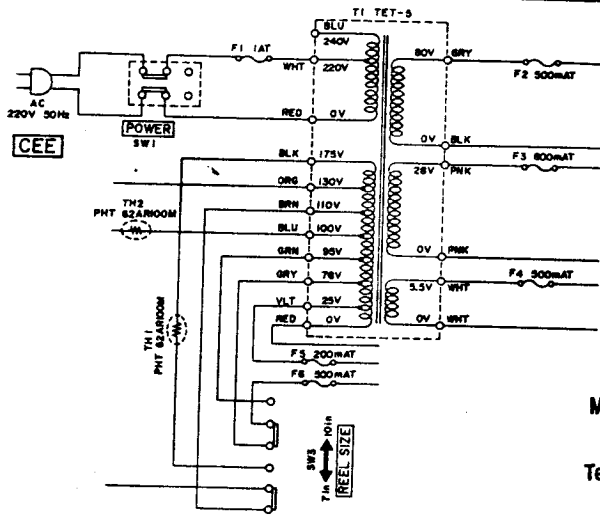 T1 TET-5
BLU
240V
F1 1AT
WHT 220V
80V GRY
F2 500mAT
AC
220V 50Hz
CEE
POWER
SW1
RED 0V
0V BLK
BLK 175V
F3 800mAT
28V PNK
ORG 130V
TH2
PHT 62AR100M
BRN 110V
BLU 100V
GRN 95V
0V PNK
GRY 78V
5.5V WHT
F4 500mAT
VLT 25V
RED 0V
0V WHT
TH1
PHT 62AR100M
F5 200mAT
F6 500mAT
SW3
7in 10in
REEL SIZE
M
Te